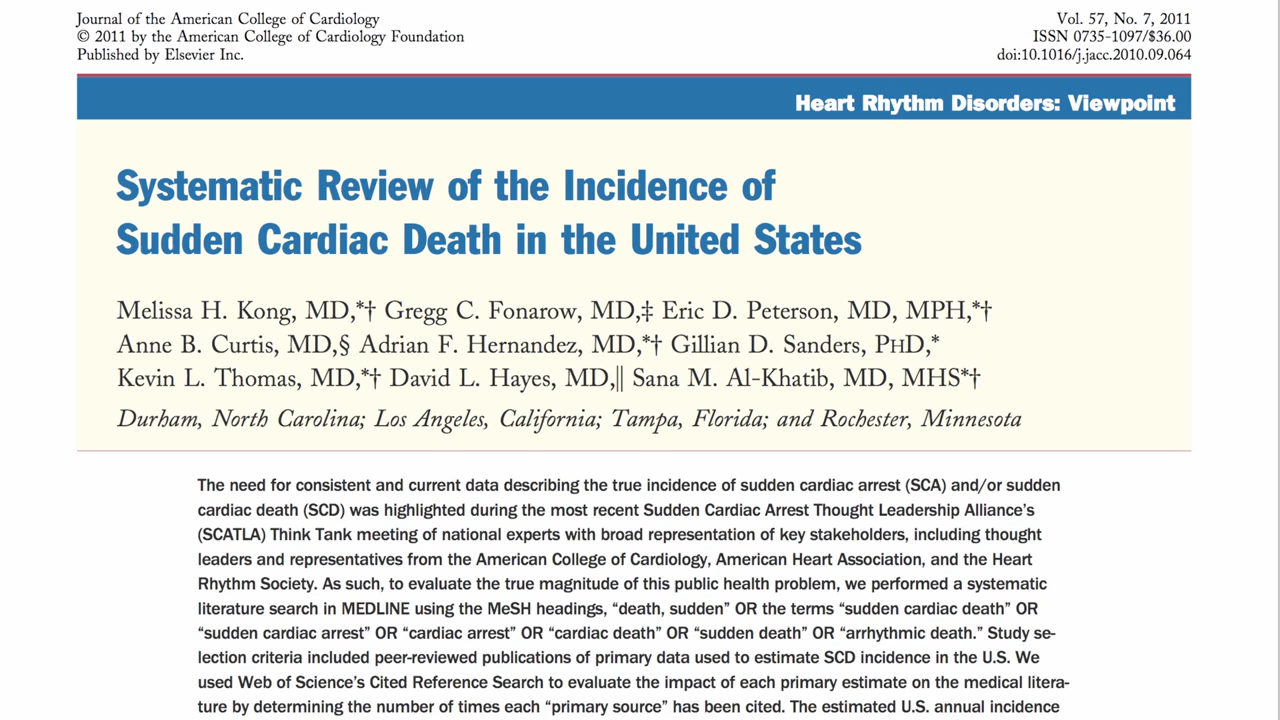 Journal of the American College of Cardiology
© 2011 by the American College of Cardiology Foundation
Published by Elsevier Inc.
Vol. 57, No. 7, 2011
ISSN 0735-1097/$36.00
doi:10.1016/j.jacc.2010.09.064
Heart Rhythm Disorders: Viewpoint
Systematic Review of the Incidence of
Sudden Cardiac Death in the United States
Melissa H. Kong, MD,*† Gregg C. Fonarow, MD,‡ Eric D. Peterson, MD, MPH,*†
Anne B. Curtis, MD,§ Adrian F. Hernandez, MD,*† Gillian D. Sanders, PHD,*
Kevin L. Thomas, MD,*† David L. Hayes, MD,‖ Sana M. Al-Khatib, MD, MHS*†
Durham, North Carolina; Los Angeles, California; Tampa, Florida; and Rochester, Minnesota
The need for consistent and current data describing the true incidence of sudden cardiac arrest (SCA) and/or sudden
cardiac death (SCD) was highlighted during the most recent Sudden Cardiac Arrest Thought Leadership Alliance’s
(SCATLA) Think Tank meeting of national experts with broad representation of key stakeholders, including thought
leaders and representatives from the American College of Cardiology, American Heart Association, and the Heart
Rhythm Society. As such, to evaluate the true magnitude of this public health problem, we performed a systematic
literature search in MEDLINE using the MeSH headings, “death, sudden” OR the terms “sudden cardiac death” OR
“sudden cardiac arrest” OR “cardiac arrest” OR “cardiac death” OR “sudden death” OR “arrhythmic death.” Study se-
lection criteria included peer-reviewed publications of primary data used to estimate SCD incidence in the U.S. We
used Web of Science’s Cited Reference Search to evaluate the impact of each primary estimate on the medical litera-
ture by determining the number of times each “primary source” has been cited. The estimated U.S. annual incidence